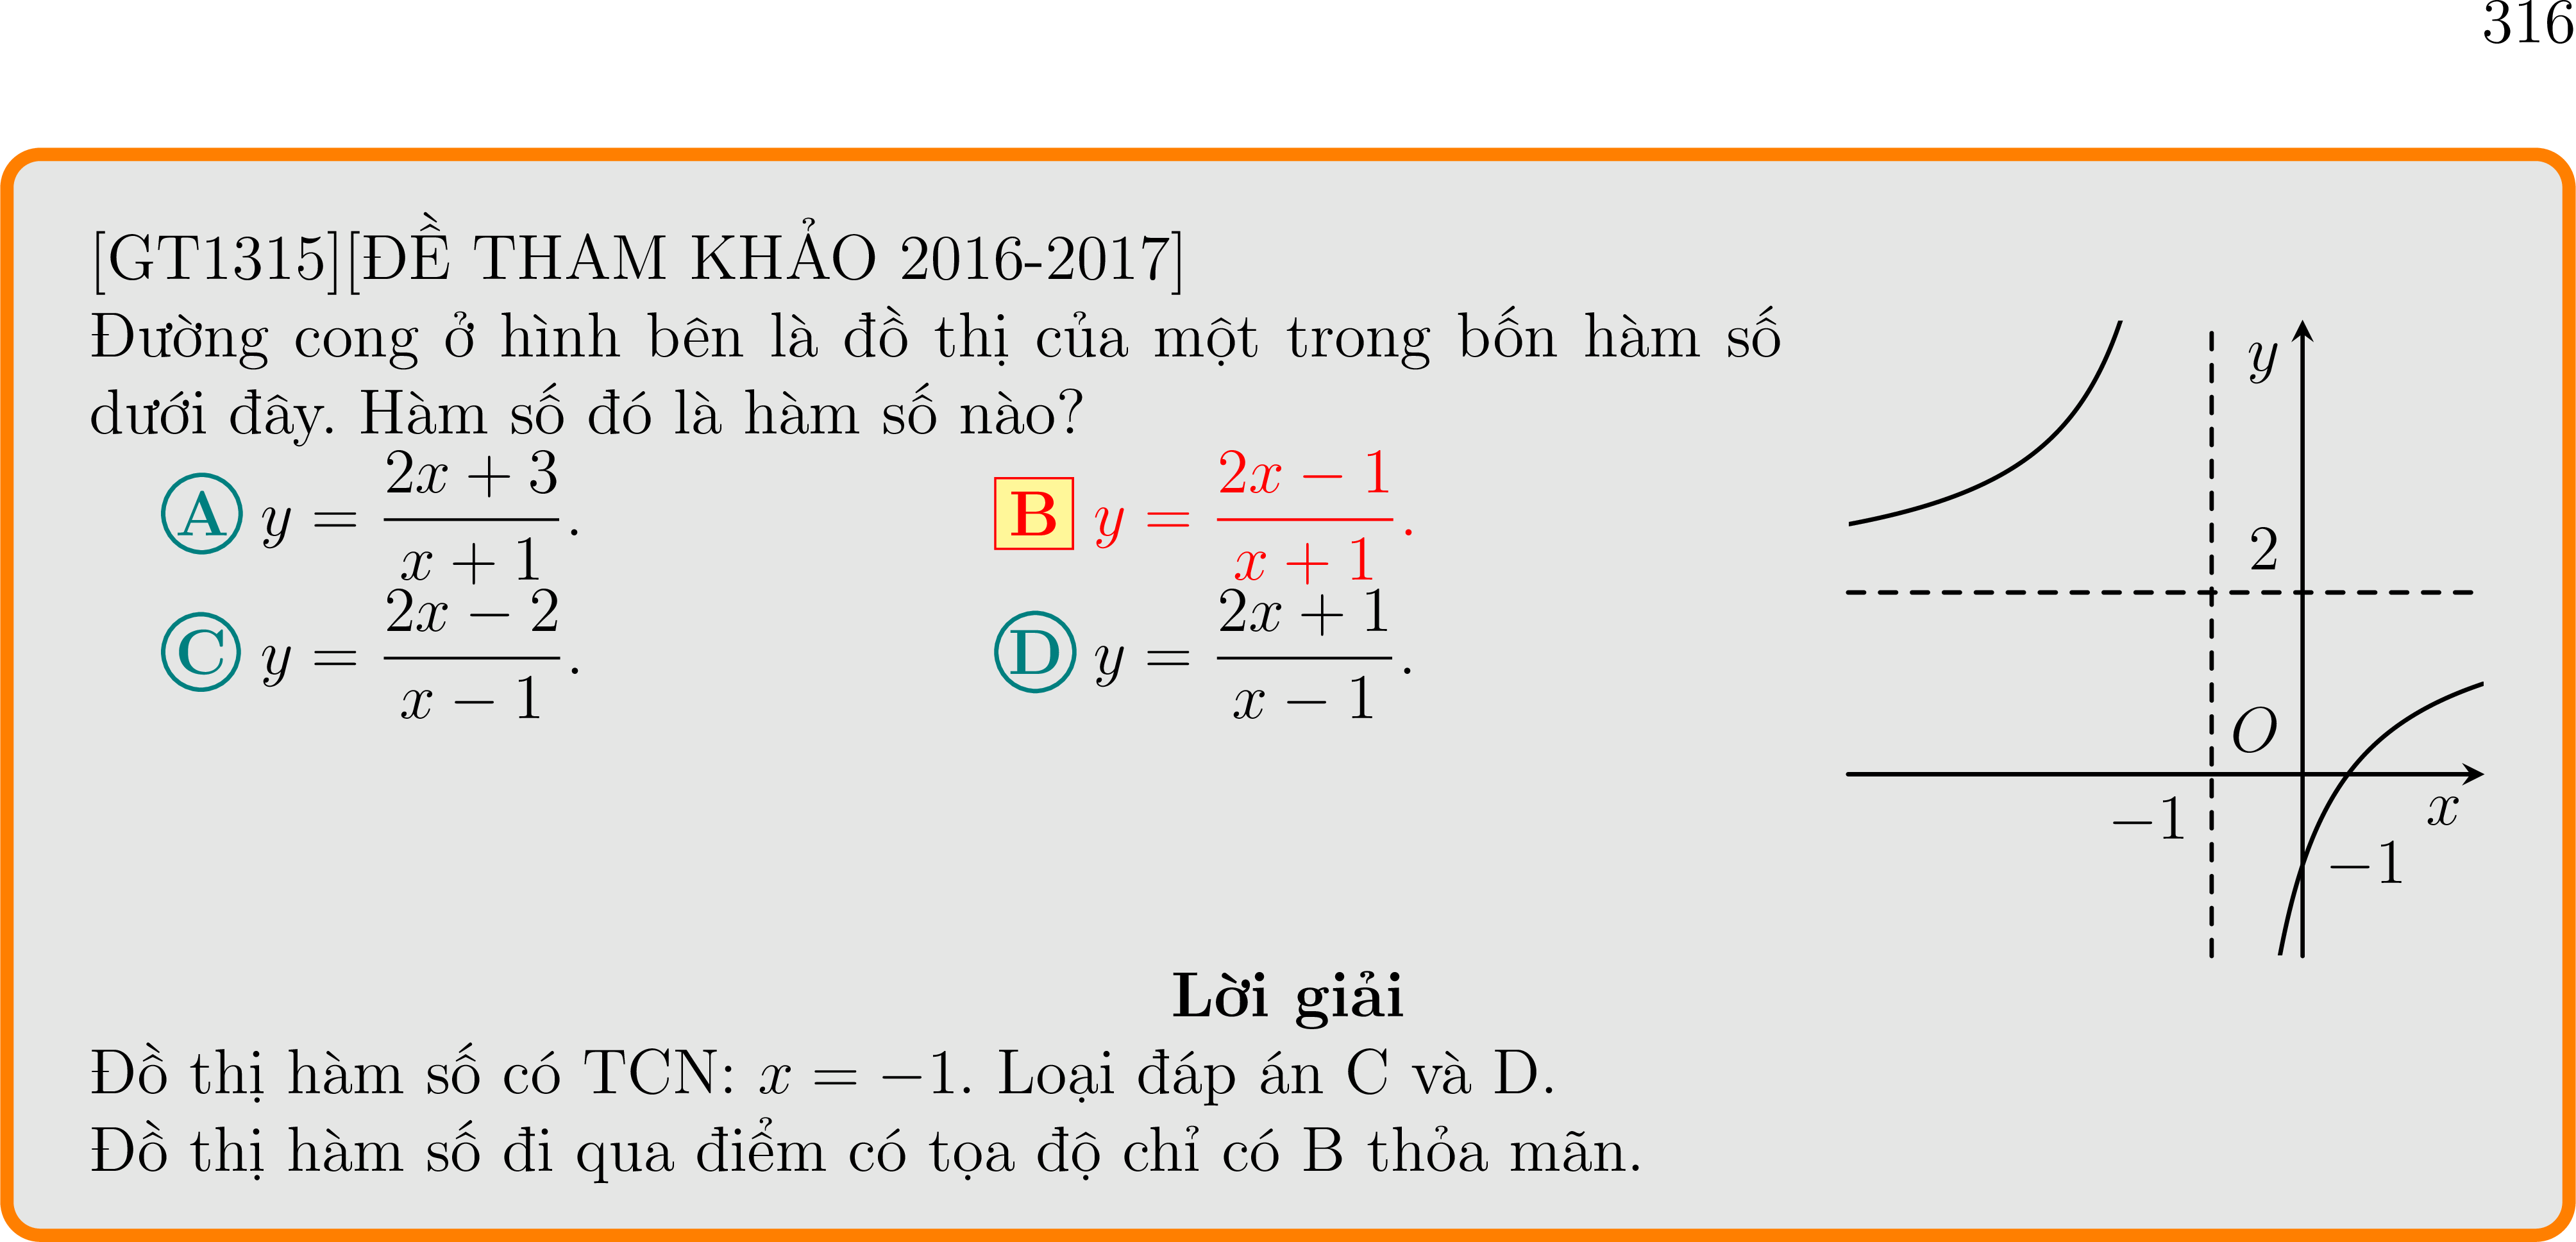 316
[GT1315][ĐỀ THAM KHẢO 2016-2017]
Đường cong ở hình bên là đồ thị của một trong bốn hàm số
dưới đây. Hàm số đó là hàm số nào?
A y = \frac{2x + 3}{x + 1}. B y = \frac{2x − 1}{x + 1}.
C y = \frac{2x − 2}{x − 1}. D y = \frac{2x + 1}{x − 1}.
y
2
O
−1
x
−1
Lời giải
Đồ thị hàm số có TCN: x = −1. Loại đáp án C và D.
Đồ thị hàm số đi qua điểm có tọa độ chỉ có B thỏa mãn.